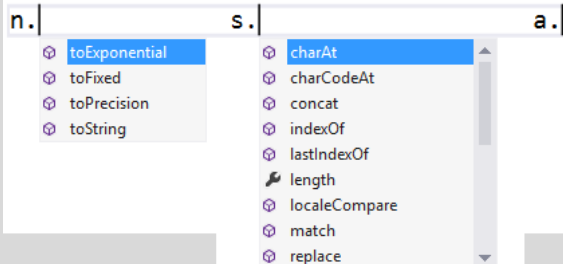 n. s. a.
toExponential
toFixed
toPrecision
toString
charAt
charCodeAt
concat
indexOf
lastIndexOf
length
localeCompare
match
replace